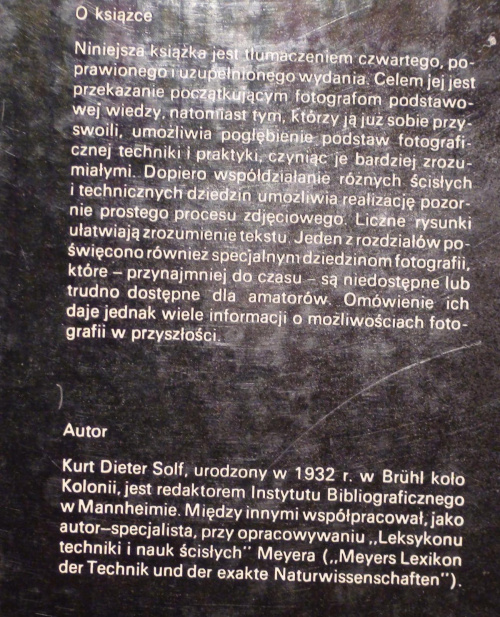 O książce
Niniejsza książka jest tłumaczeniem czwartego, po-
prawionego i uzupełnionego wydania. Celem jej jest
przekazanie początkującym fotografom podstawo-
wej wiedzy, natomiast tym, którzy ją już sobie przy-
swoili, umożliwia pogłębienie podstaw fotografi-
cznej techniki i praktyki, czyniąc je bardziej zrozu-
miałymi. Dopiero współdziałanie różnych ścisłych
i technicznych dziedzin umożliwia realizację pozor-
nie prostego procesu zdjęciowego. Liczne rysunki
ułatwiają zrozumienie tekstu. Jeden z rozdziałów po-
święcono również specjalnym dziedzinom fotografii,
które – przynajmniej do czasu – są niedostępne lub
trudno dostępne dla amatorów. Omówienie ich
daje jednak wiele informacji o możliwościach foto-
grafii w przyszłości.
Autor
Kurt Dieter Solf, urodzony w 1932 r. w Brühl koło
Kolonii, jest redaktorem Instytutu Bibliograficznego
w Mannheimie. Między innymi współpracował, jako
autor–specjalista, przy opracowywaniu „Leksykonu
techniki i nauk ścisłych" Meyera („Meyers Lexikon
der Technik und der exakte Naturwissenschaften").